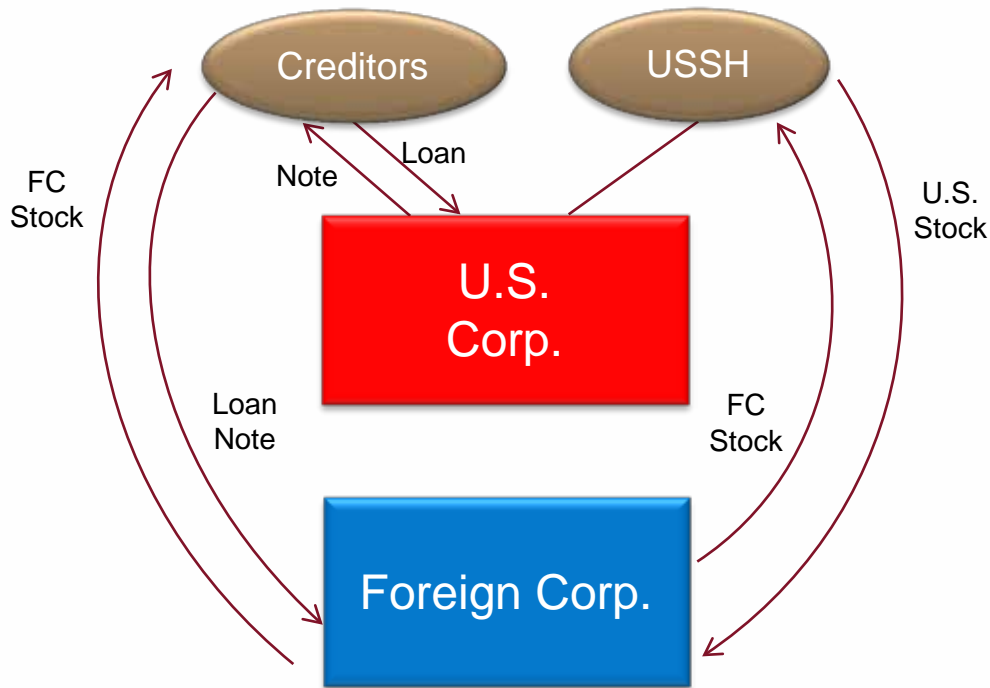 Creditors
USSH
Loan
Note
FC
Stock
U.S.
Stock
U.S.
Corp.
Loan
Note
FC
Stock
Foreign Corp.